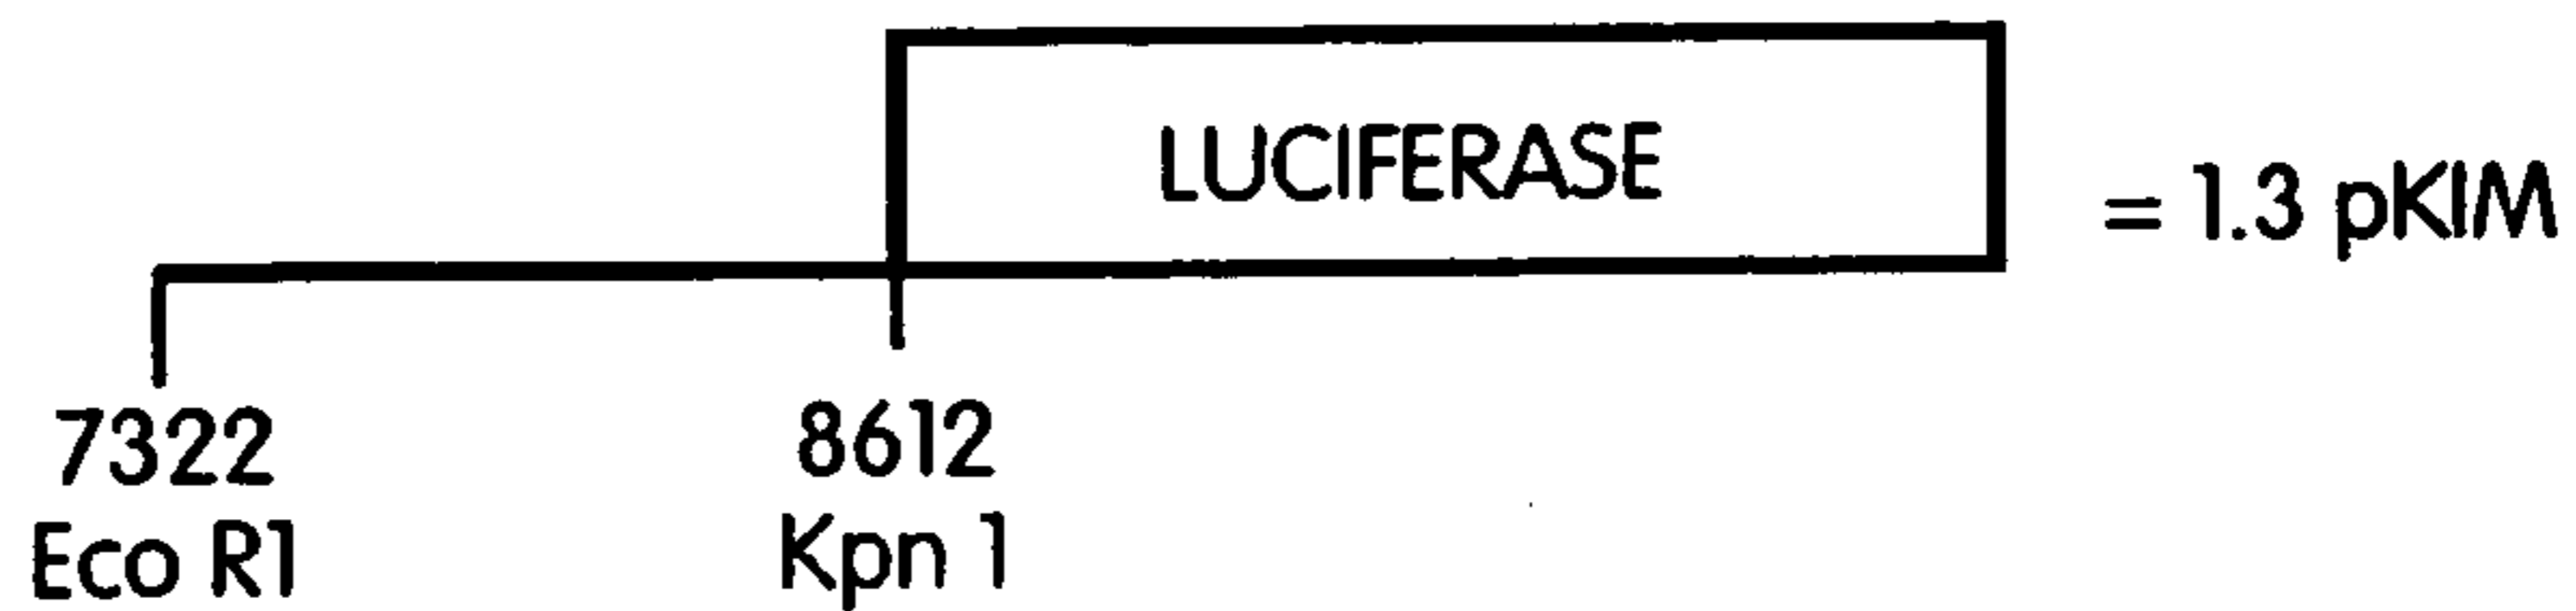 LUCIFERASE
= 1.3 pKIM
7322
Eco R1
8612
Kpn 1